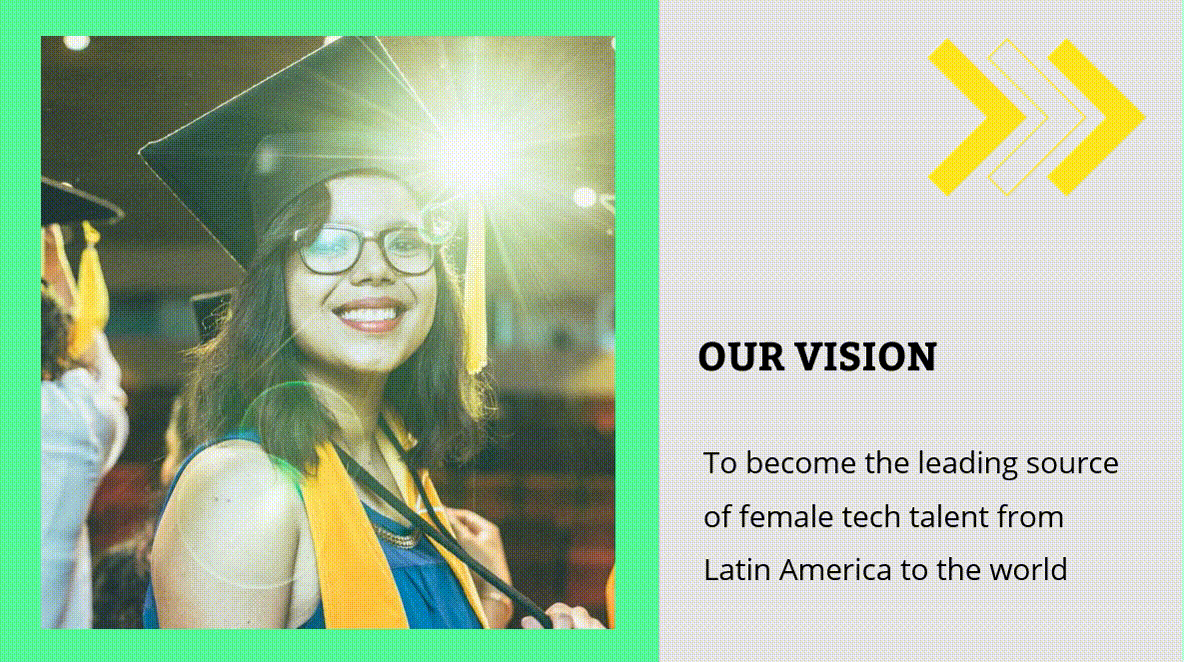 OUR VISION
To become the leading source
of female tech talent from
Latin America to the world